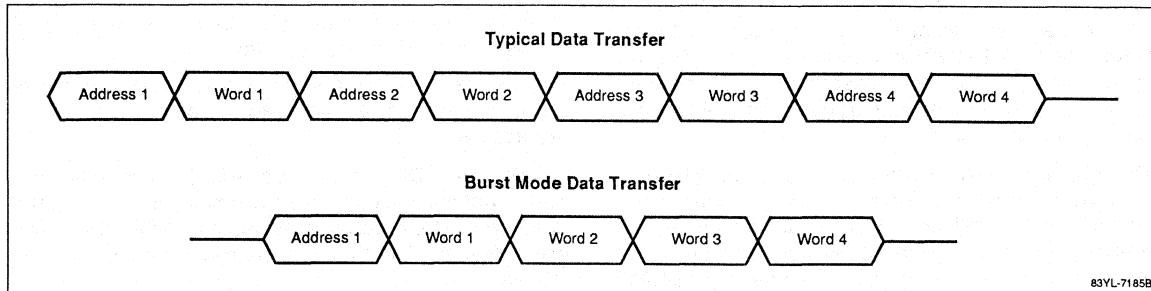 Typical Data Transfer
Address 1 Word 1 Address 2 Word 2 Address 3 Word 3 Address 4 Word 4
Burst Mode Data Transfer
Address 1 Word 1 Word 2 Word 3 Word 4
83YL-7185B